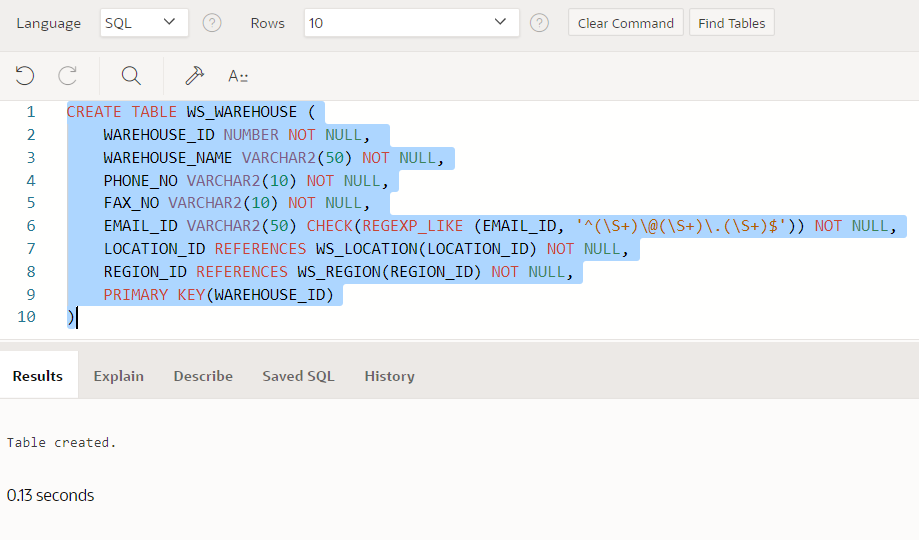 Language SQL Rows 10 Clear Command Find Tables
A
1 CREATE TABLE WS_WAREHOUSE (
2 WAREHOUSE_ID NUMBER NOT NULL,
3 WAREHOUSE_NAME VARCHAR2(50) NOT NULL,
4 PHONE_NO VARCHAR2(10) NOT NULL,
5 FAX_NO VARCHAR2(10) NOT NULL,
6 EMAIL_ID VARCHAR2(50) CHECK(REGEXP_LIKE (EMAIL_ID, '^(\S+)\@(\S+)\.(\S+)$')) NOT NULL,
7 LOCATION_ID REFERENCES WS_LOCATION(LOCATION_ID) NOT NULL,
8 REGION_ID REFERENCES WS_REGION(REGION_ID) NOT NULL,
9 PRIMARY KEY(WAREHOUSE_ID)
10 )
Results Explain Describe Saved SQL History
Table created.
0.13 seconds